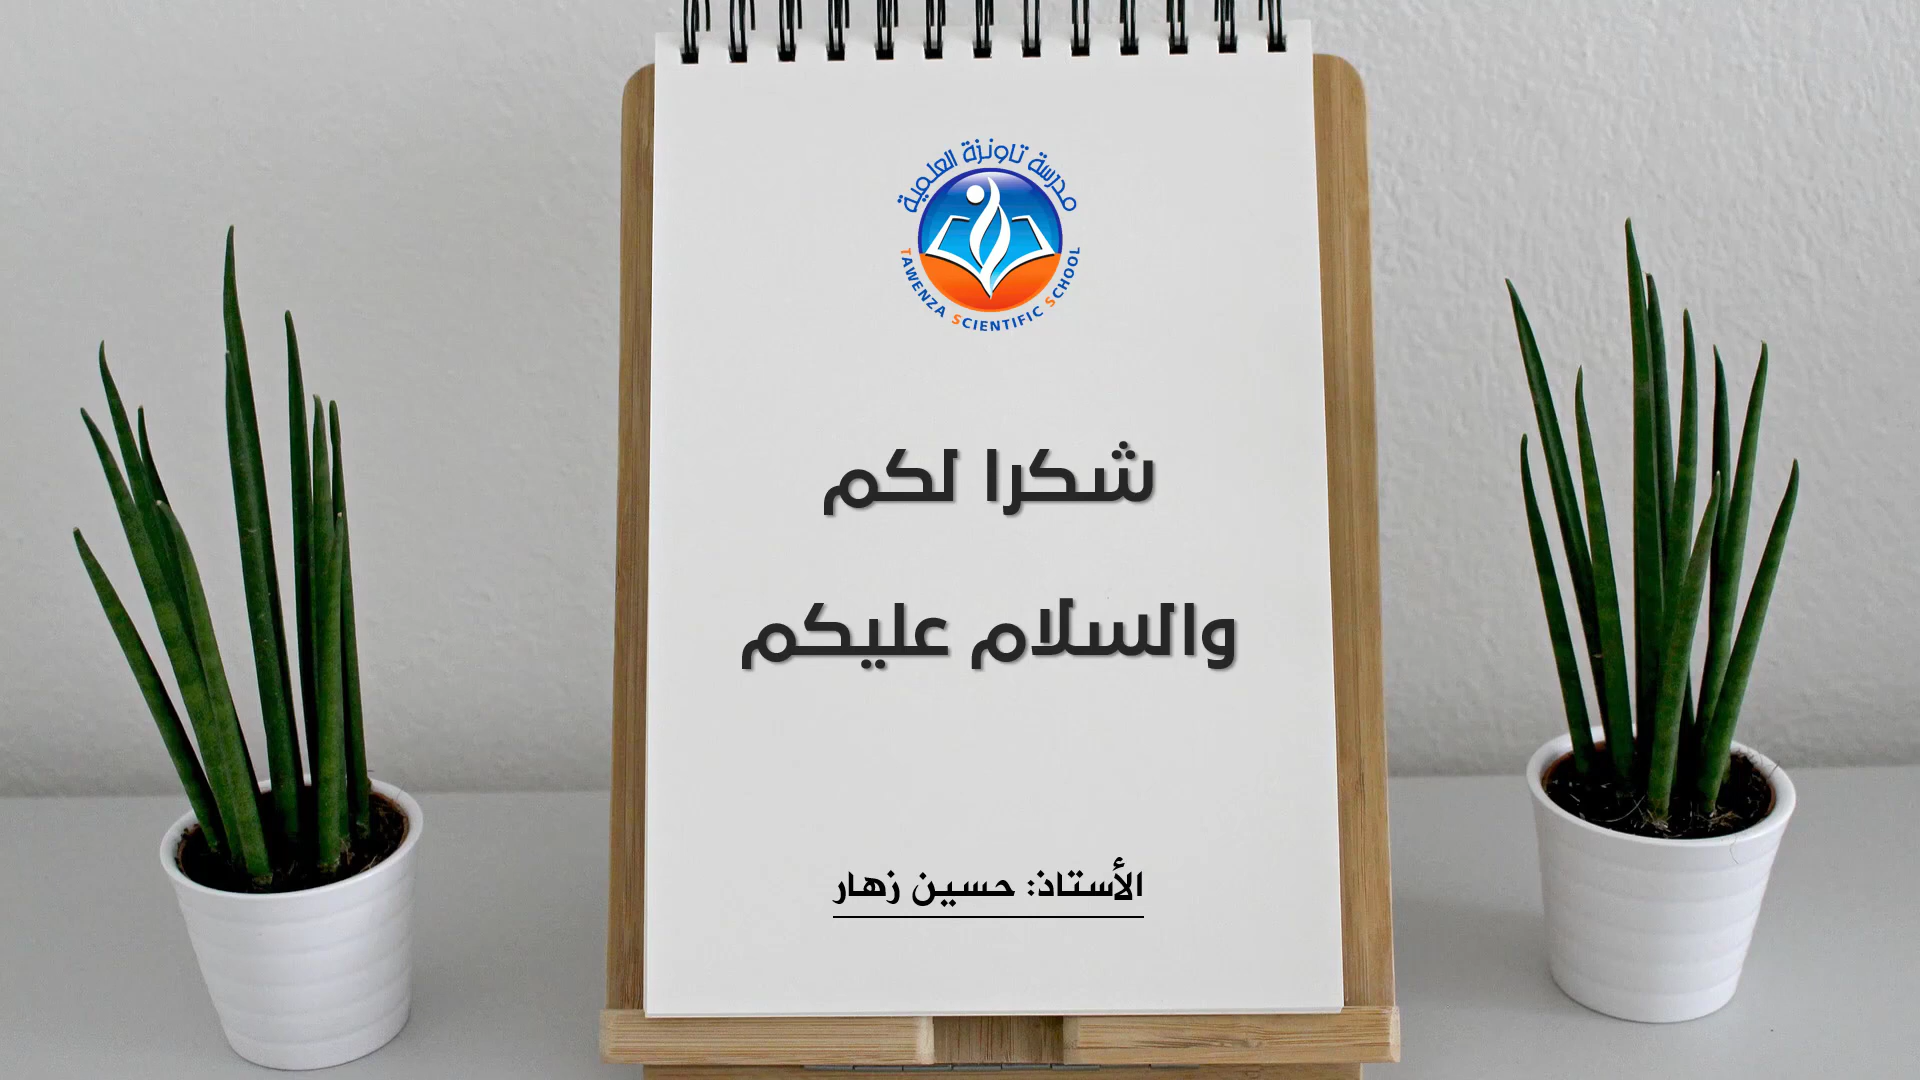 مدرسة تاونزة العلمية
TAWENZA SCIENTIFIC SCHOOL
شكرا لكم
والسلام عليكم
الأستاذ: حسين زهار